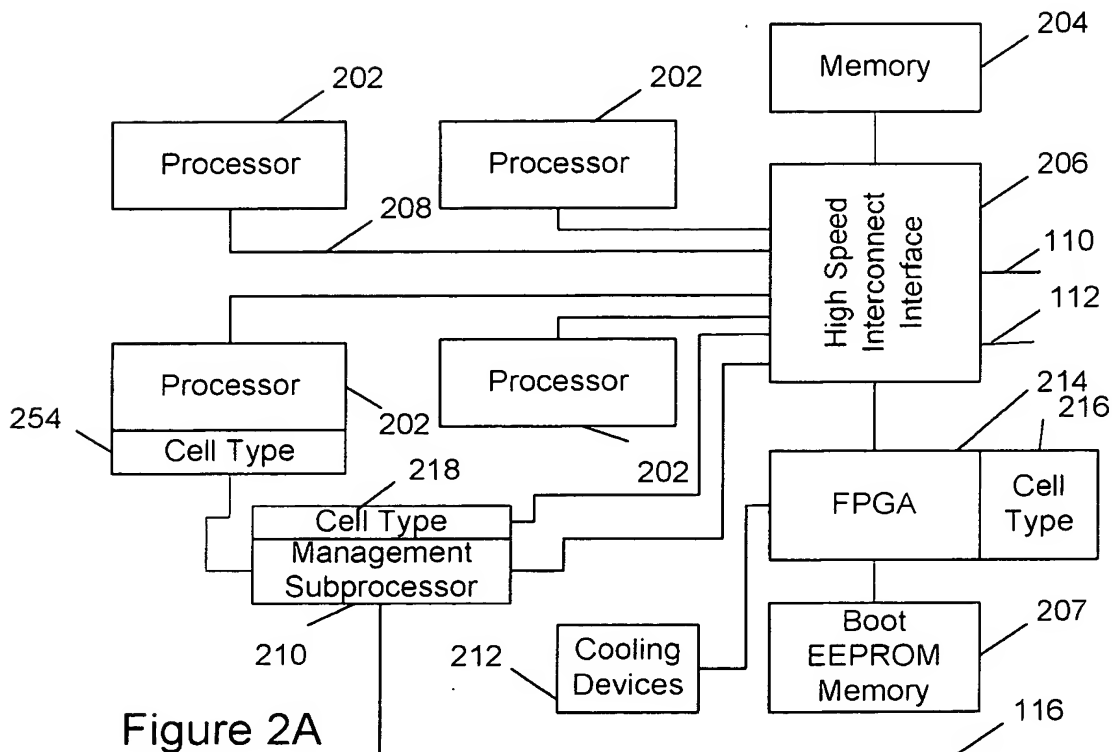 204
Memory
202
202
Processor
Processor
206
208
High Speed
Interconnect
Interface
110
112
Processor
Processor
214
216
254
202
Cell Type
218
202
FPGA
Cell
Type
Cell Type
Management
Subprocessor
207
210
212
Cooling
Devices
Boot
EEPROM
Memory
Figure 2A
116